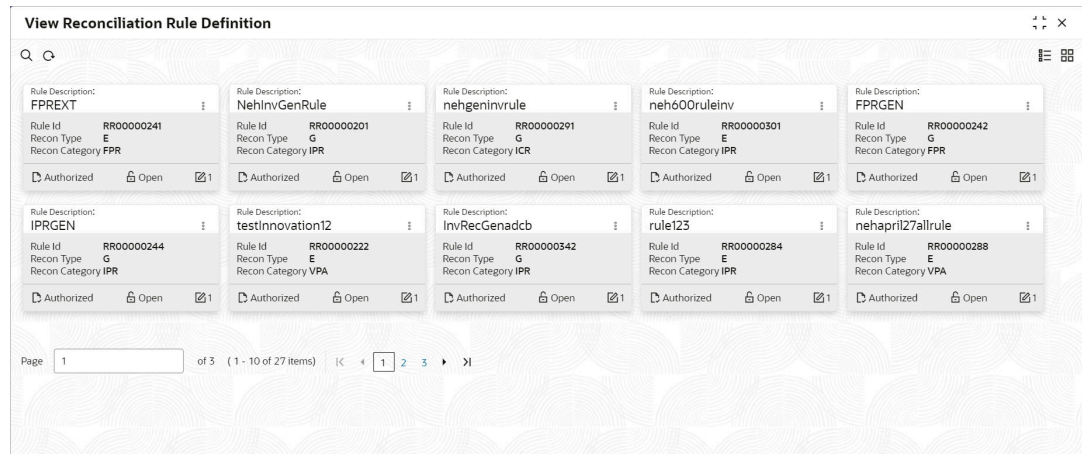 View Reconciliation Rule Definition
Rule Description:
FPREXT
Rule Id RR00000241
Recon Type E
Recon Category FPR
Authorized Open 1
Rule Description:
NehInvGenRule
Rule Id RR00000201
Recon Type G
Recon Category IPR
Authorized Open 1
Rule Description:
nehgeninvrule
Rule Id RR00000291
Recon Type G
Recon Category ICR
Authorized Open 1
Rule Description:
neh600ruleinv
Rule Id RR00000301
Recon Type E
Recon Category IPR
Authorized Open 1
Rule Description:
FPRGEN
Rule Id RR00000242
Recon Type G
Recon Category FPR
Authorized Open 1
Rule Description:
IPRGEN
Rule Id RR00000244
Recon Type G
Recon Category IPR
Authorized Open 1
Rule Description:
testInnovation12
Rule Id RR00000222
Recon Type E
Recon Category VPA
Authorized Open 1
Rule Description:
InvRecGenadcb
Rule Id RR00000342
Recon Type G
Recon Category IPR
Authorized Open 1
Rule Description:
rule123
Rule Id RR00000284
Recon Type E
Recon Category IPR
Authorized Open 1
Rule Description:
nehapril27allrule
Rule Id RR00000288
Recon Type E
Recon Category VPA
Authorized Open 1
Page 1 of 3 (1 - 10 of 27 items) 1 2 3